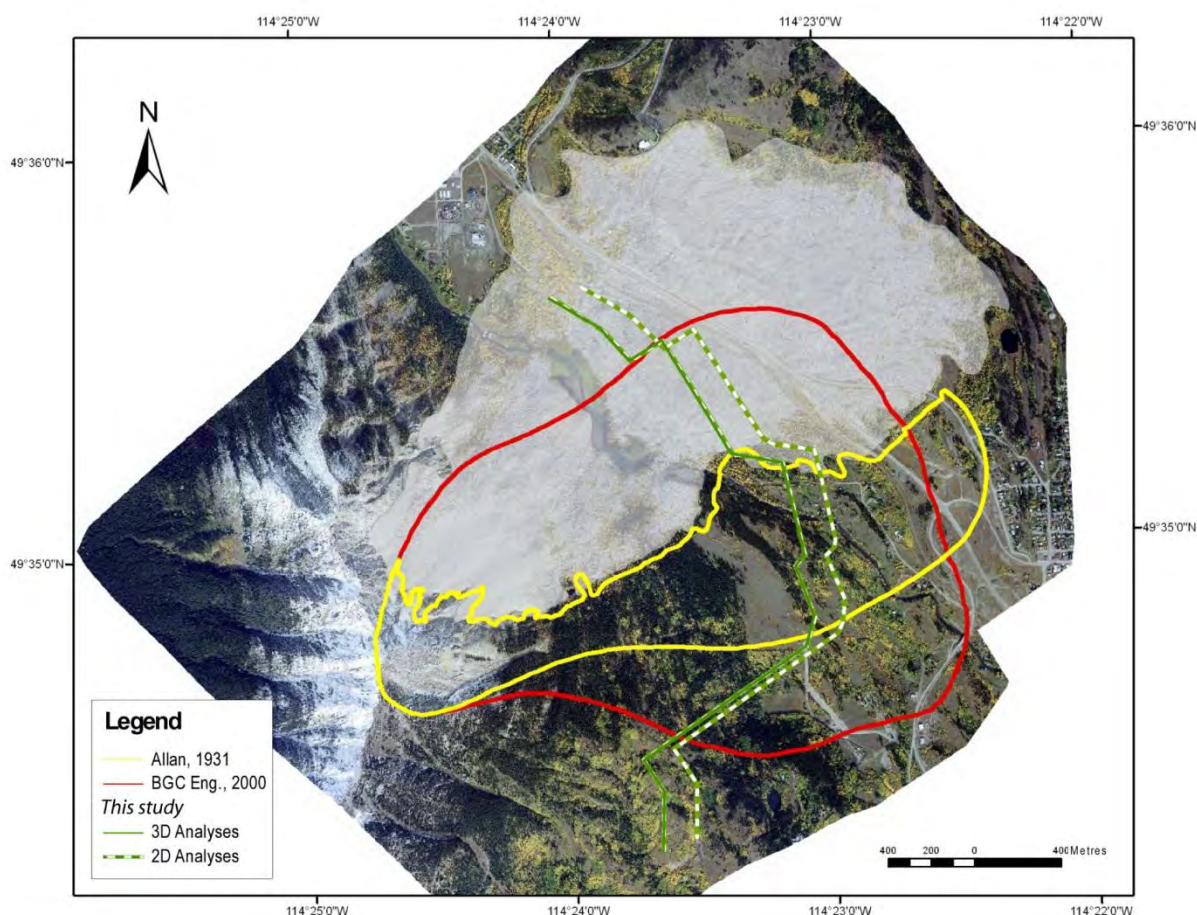 114°25'0"W 114°24'0"W 114°23'0"W 114°22'0"W
N
49°36'0"N
49°36'0"N
49°35'0"N
49°35'0"N
Legend
Allan, 1931
BGC Eng., 2000
This study
3D Analyses
2D Analyses
400 200 0 400 Metres
114°25'0"W 114°24'0"W 114°23'0"W 114°22'0"W